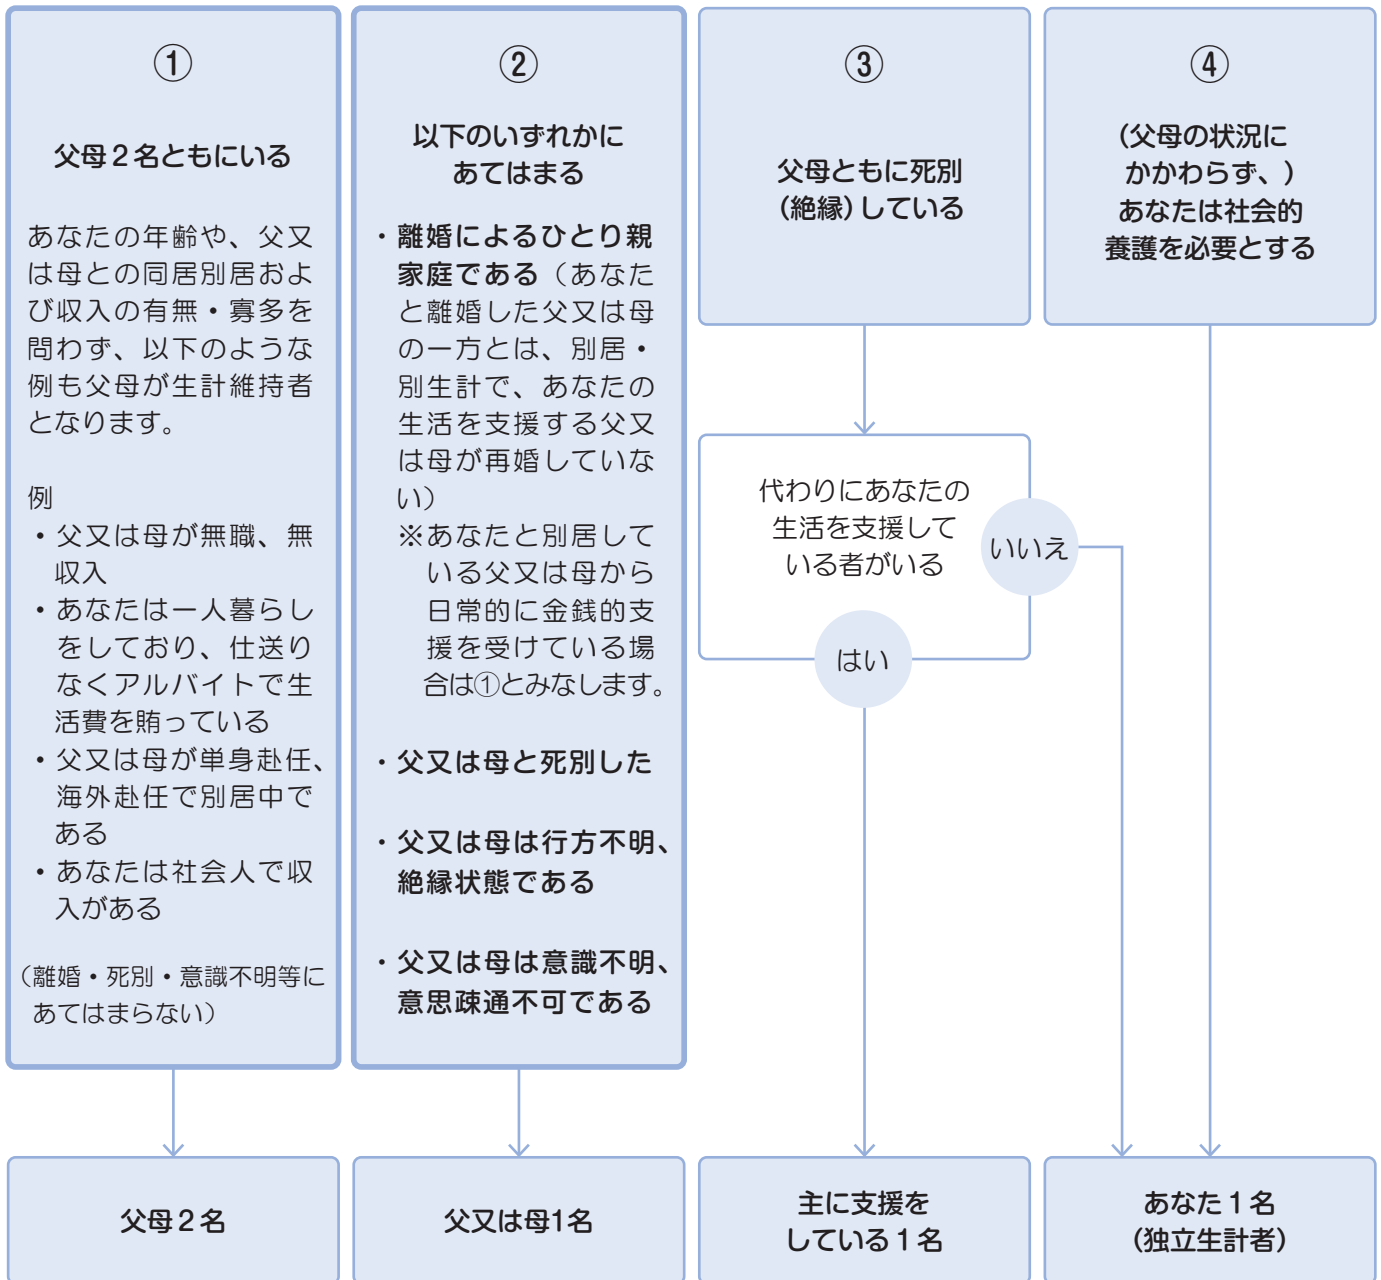 ①
父母２名ともにいる
あなたの年齢や、父又
は母との同居別居およ
び収入の有無・寡多を
問わず、以下のような
例も父母が生計維持者
となります。
例
・父又は母が無職、無
収入
・あなたは一人暮らし
をしており、仕送り
なくアルバイトで生
活費を賄っている
・父又は母が単身赴任、
海外赴任で別居中で
ある
・あなたは社会人で収
入がある
（離婚・死別・意識不明等に
あてはまらない）
父母２名
②
以下のいずれかに
あてはまる
・離婚によるひとり親
家庭である（あなた
と離婚した父又は母
の一方とは、別居・
別生計で、あなたの
生活を支援する父又
は母が再婚していな
い）
※あなたと別居して
いる父又は母から
日常的に金銭的支
援を受けている場
合は①とみなします。
・父又は母と死別した
・父又は母は行方不明、
絶縁状態である
・父又は母は意識不明、
意思疎通不可である
父又は母1名
③
父母ともに死別
（絶縁）している
代わりにあなたの
生活を支援して
いる者がいる
いいえ
はい
主に支援を
している１名
④
（父母の状況に
かかわらず、）
あなたは社会的
養護を必要とする
あなた１名
（独立生計者）